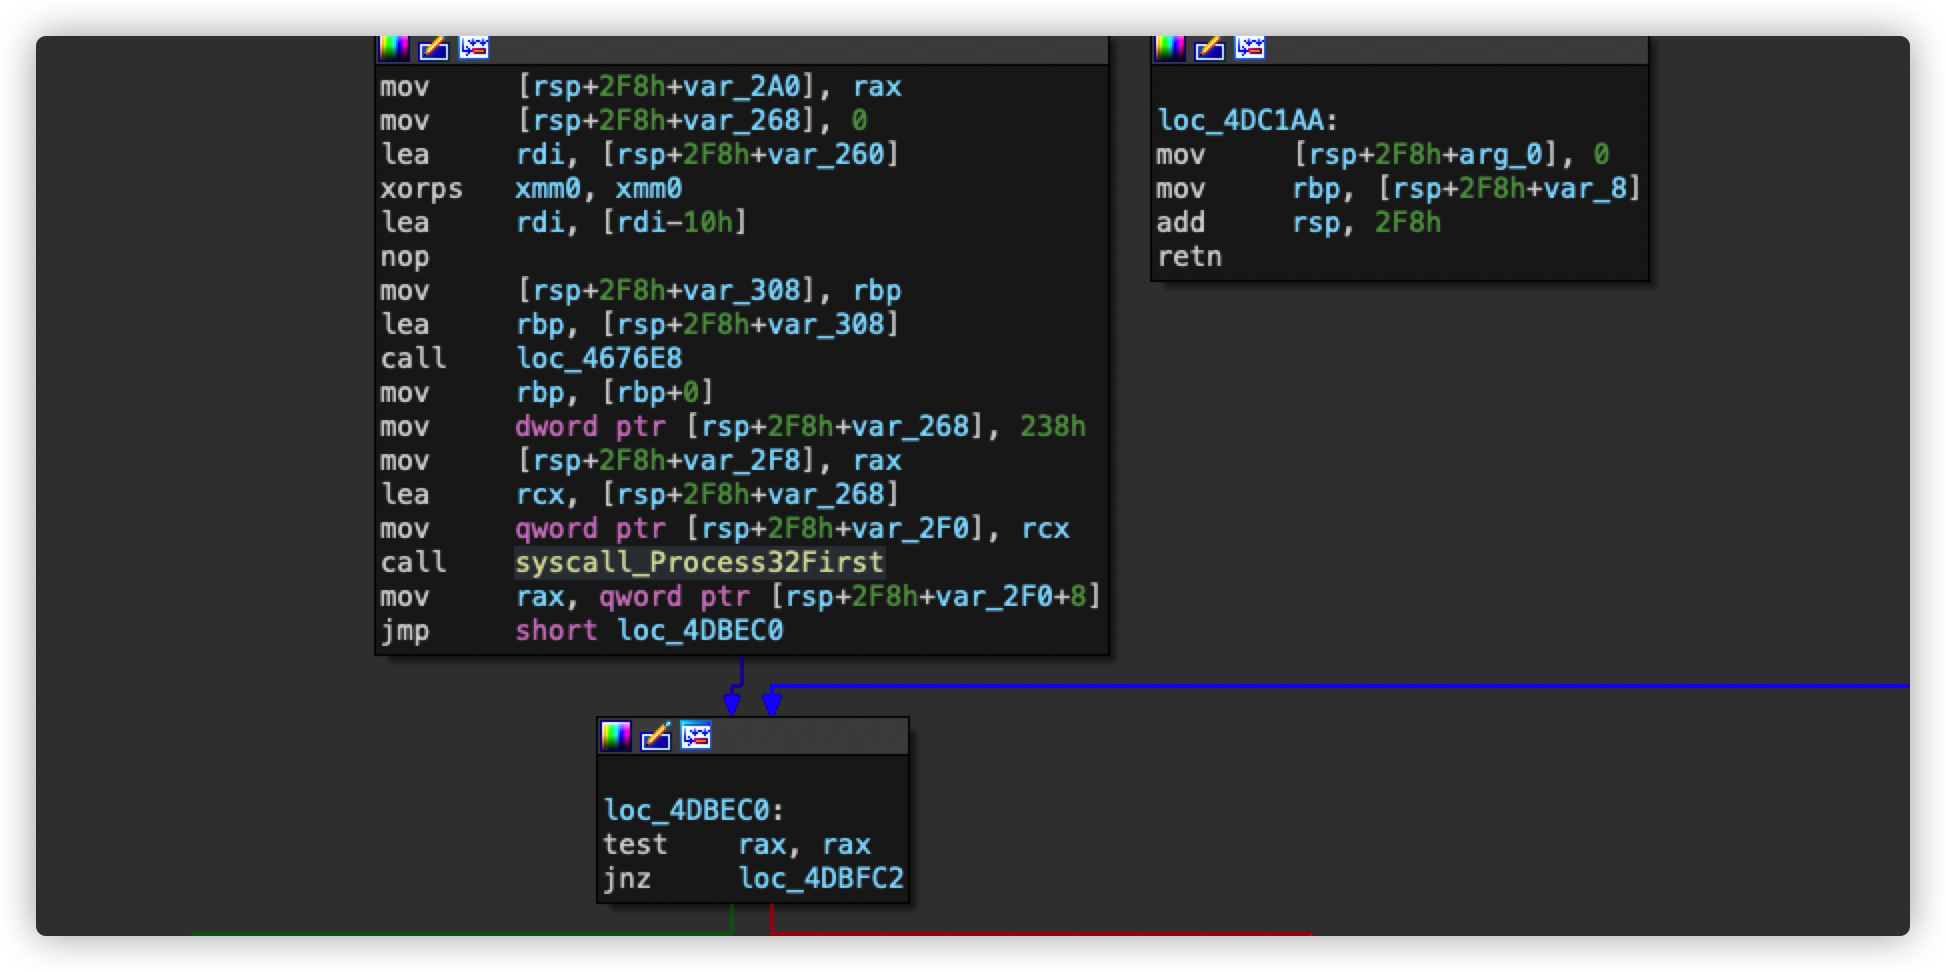 mov [rsp+2F8h+var_2A0], rax
mov [rsp+2F8h+var_268], 0
lea rdi, [rsp+2F8h+var_260]
xorps xmm0, xmm0
lea rdi, [rdi-10h]
nop
mov [rsp+2F8h+var_308], rbp
lea rbp, [rsp+2F8h+var_308]
call loc_4676E8
mov rbp, [rbp+0]
mov dword ptr [rsp+2F8h+var_268], 238h
mov [rsp+2F8h+var_2F8], rax
lea rcx, [rsp+2F8h+var_268]
mov qword ptr [rsp+2F8h+var_2F0], rcx
call syscall_Process32First
mov rax, qword ptr [rsp+2F8h+var_2F0+8]
jmp short loc_4DBEC0
loc_4DC1AA:
mov [rsp+2F8h+arg_0], 0
mov rbp, [rsp+2F8h+var_8]
add rsp, 2F8h
retn
loc_4DBEC0:
test rax, rax
jnz loc_4DBFC2